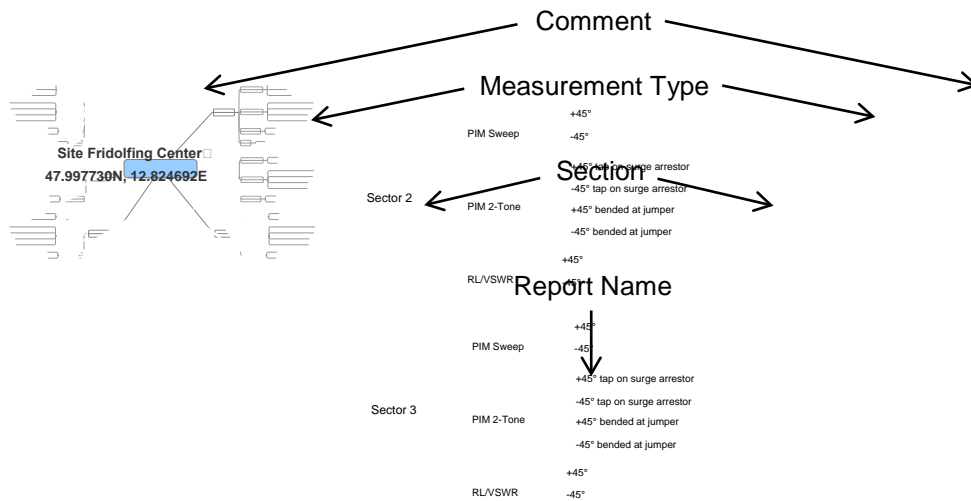 Comment
Measurement Type
+45°
PIM Sweep
-45°
Site Fridolfing Center
47.997730N, 12.824692E
+45° tap on surge arrestor
Section
-45° tap on surge arrestor
Sector 2
PIM 2-Tone
+45° bended at jumper
-45° bended at jumper
+45°
RL/VSWR
-45°
Report Name
+45°
PIM Sweep
-45°
+45° tap on surge arrestor
-45° tap on surge arrestor
Sector 3
PIM 2-Tone
+45° bended at jumper
-45° bended at jumper
+45°
RL/VSWR
-45°